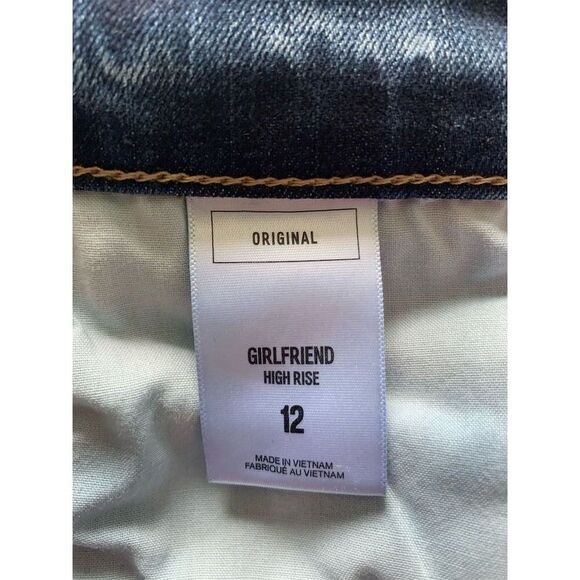 ORIGINAL
GIRLFRIEND
HIGH RISE
12
MADE IN VIETNAM
FABRIQUÉ AU VIETNAM